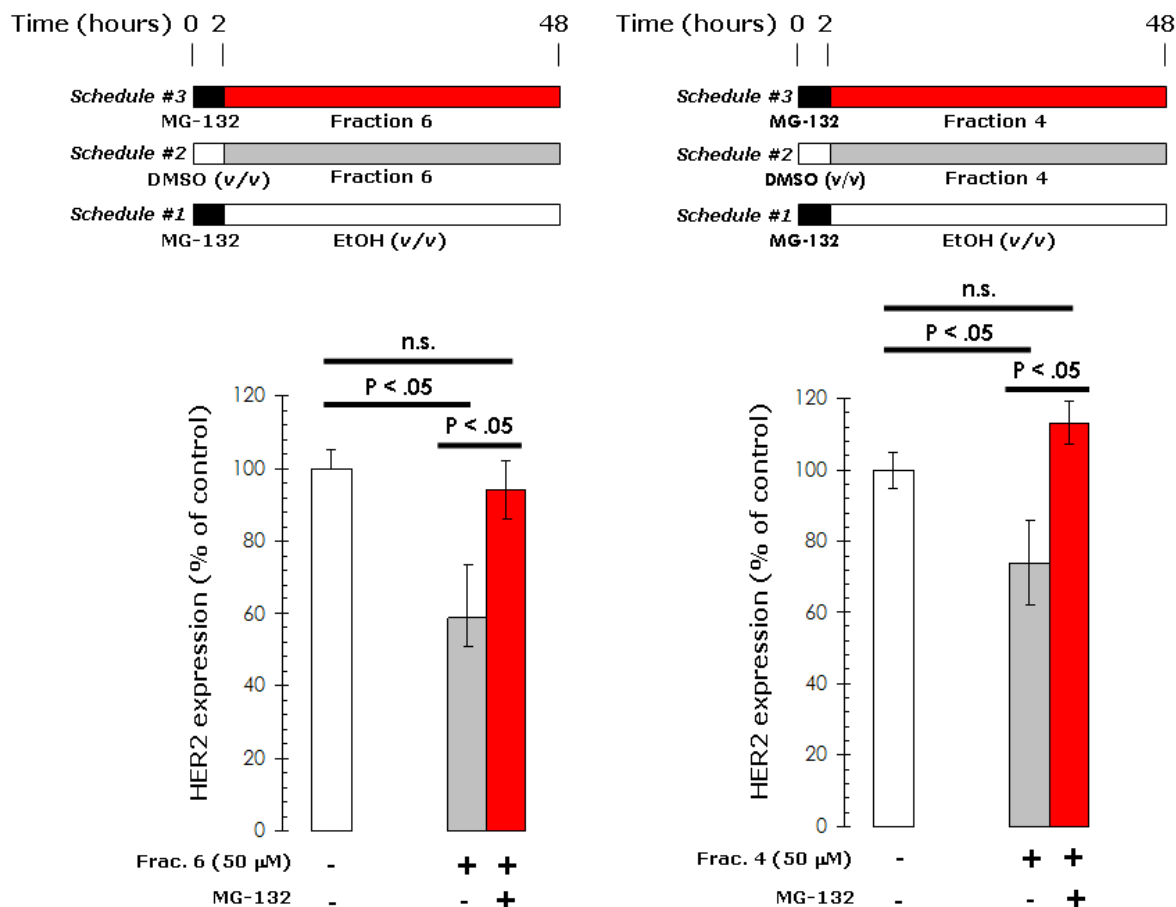 Time (hours) 0 2 48
Schedule #3
MG-132 Fraction 6
Schedule #2
DMSO (v/v) Fraction 6
Schedule #1
MG-132 EtOH (v/v)
n.s.
P < .05
P < .05
HER2 expression (% of control)
120
100
80
60
40
20
0
Frac. 6 (50 µM) - + +
MG-132 - - +
Time (hours) 0 2 48
Schedule #3
MG-132 Fraction 4
Schedule #2
DMSO (v/v) Fraction 4
Schedule #1
MG-132 EtOH (v/v)
n.s.
P < .05
P < .05
HER2 expression (% of control)
120
100
80
60
40
20
0
Frac. 4 (50 µM) - + +
MG-132 - - +